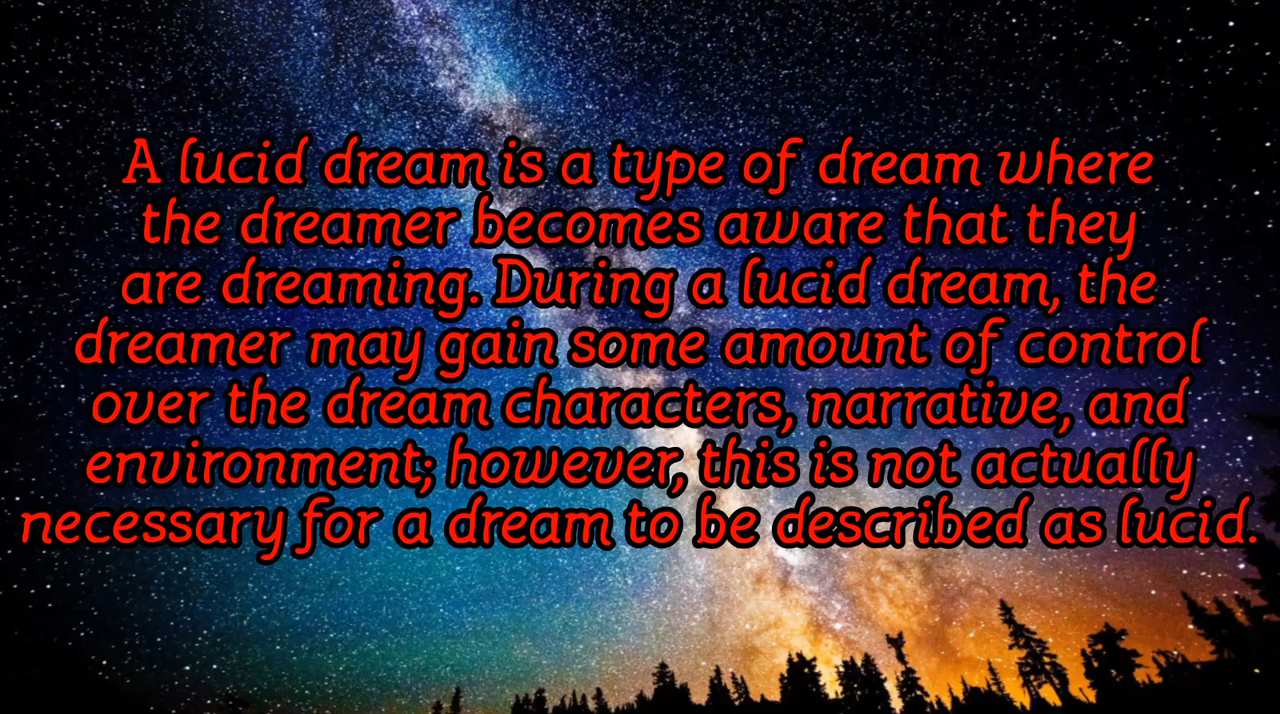 A lucid dream is a type of dream where
the dreamer becomes aware that they
are dreaming. During a lucid dream, the
dreamer may gain some amount of control
over the dream characters, narrative, and
environment; however, this is not actually
necessary for a dream to be described as lucid.